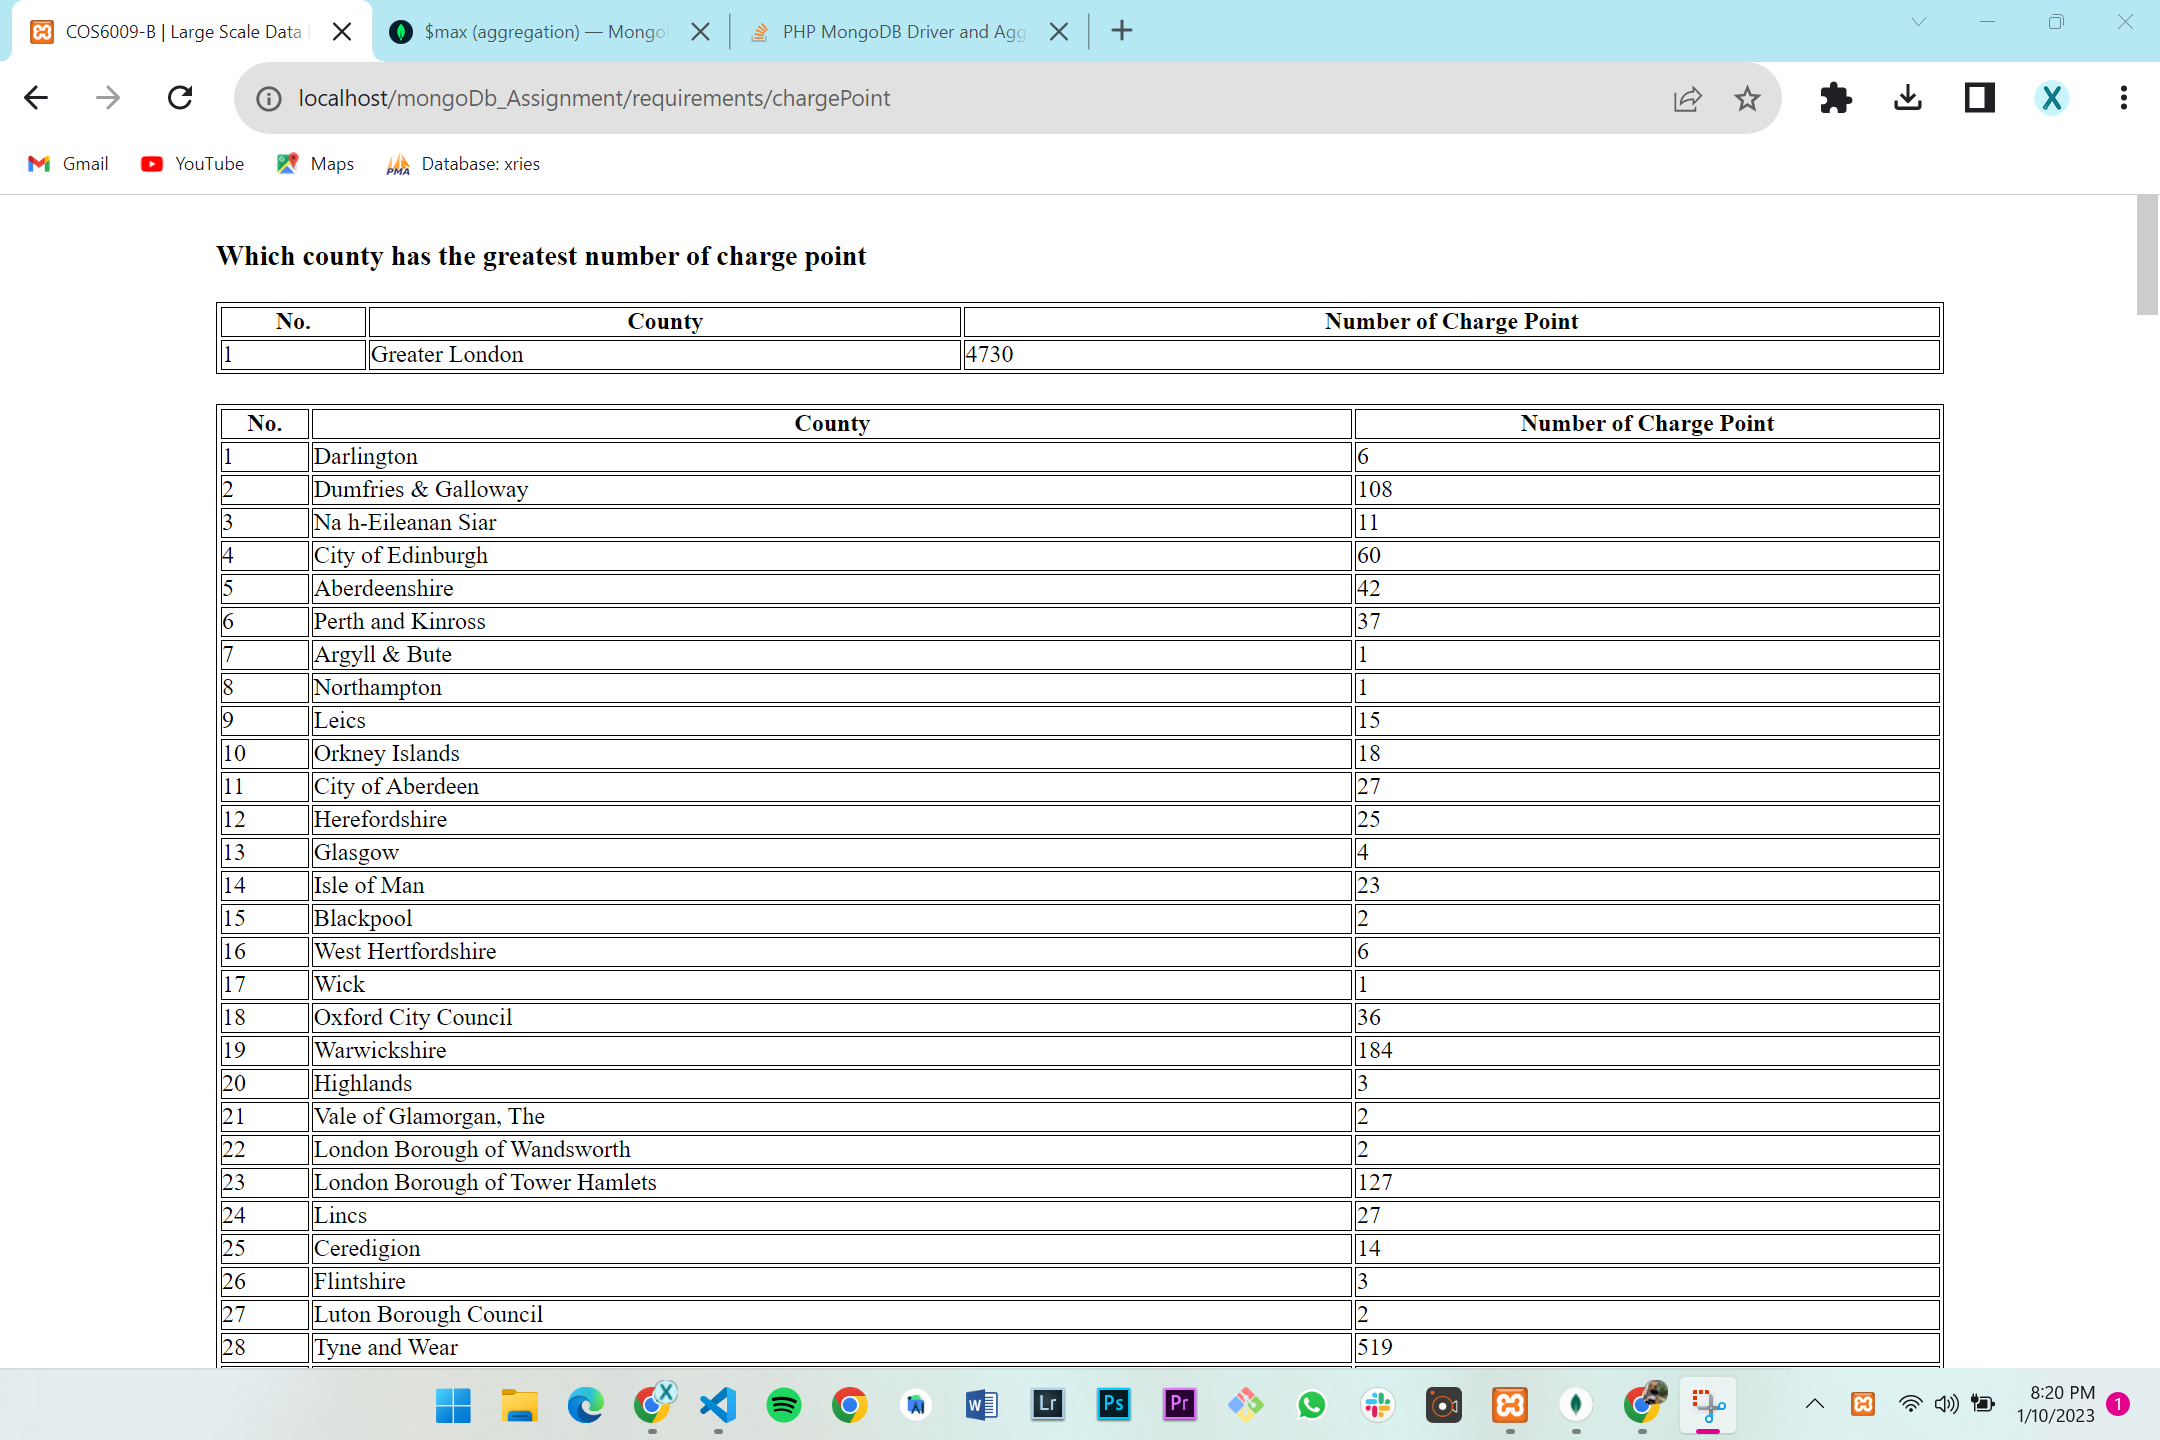 COS6009-B | Large Scale Data
$max (aggregation) — Mongo
PHP MongoDB Driver and Agg
localhost/mongoDb_Assignment/requirements/chargePoint
X
Gmail
YouTube
Maps
PMA
Database: xries
Which county has the greatest number of charge point
No. County Number of Charge Point
1 Greater London 4730
No. County Number of Charge Point
1 Darlington 6
2 Dumfries & Galloway 108
3 Na h-Eileanan Siar 11
4 City of Edinburgh 60
5 Aberdeenshire 42
6 Perth and Kinross 37
7 Argyll & Bute 1
8 Northampton 1
9 Leics 15
10 Orkney Islands 18
11 City of Aberdeen 27
12 Herefordshire 25
13 Glasgow 4
14 Isle of Man 23
15 Blackpool 2
16 West Hertfordshire 6
17 Wick 1
18 Oxford City Council 36
19 Warwickshire 184
20 Highlands 3
21 Vale of Glamorgan, The 2
22 London Borough of Wandsworth 2
23 London Borough of Tower Hamlets 127
24 Lincs 27
25 Ceredigion 14
26 Flintshire 3
27 Luton Borough Council 2
28 Tyne and Wear 519
X
W
Lr
Ps
Pr
8:20 PM
1/10/2023
1